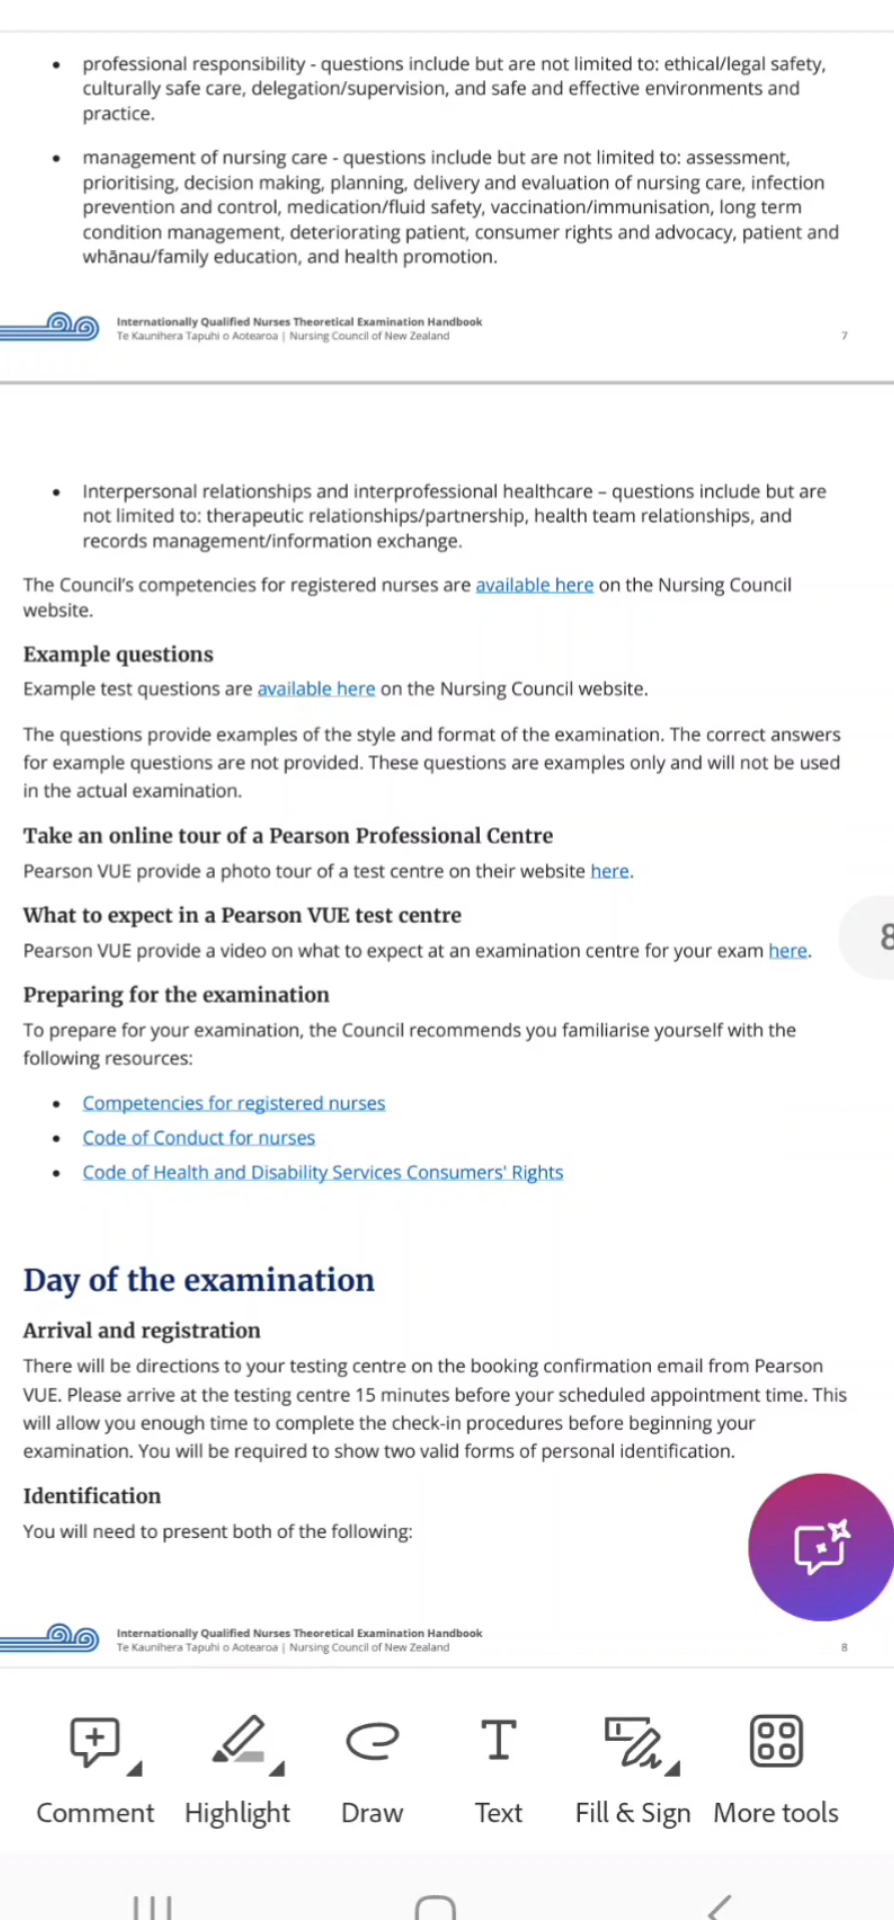 • professional responsibility - questions include but are not limited to: ethical/legal safety,
culturally safe care, delegation/supervision, and safe and effective environments and
practice.
• management of nursing care - questions include but are not limited to: assessment,
prioritising, decision making, planning, delivery and evaluation of nursing care, infection
prevention and control, medication/fluid safety, vaccination/immunisation, long term
condition management, deteriorating patient, consumer rights and advocacy, patient and
whānau/family education, and health promotion.
Internationally Qualified Nurses Theoretical Examination Handbook
Te Kaunihera Tapuhi o Aotearoa | Nursing Council of New Zealand
7
• Interpersonal relationships and interprofessional healthcare – questions include but are
not limited to: therapeutic relationships/partnership, health team relationships, and
records management/information exchange.
The Council's competencies for registered nurses are available here on the Nursing Council
website.
Example questions
Example test questions are available here on the Nursing Council website.
The questions provide examples of the style and format of the examination. The correct answers
for example questions are not provided. These questions are examples only and will not be used
in the actual examination.
Take an online tour of a Pearson Professional Centre
Pearson VUE provide a photo tour of a test centre on their website here.
What to expect in a Pearson VUE test centre
Pearson VUE provide a video on what to expect at an examination centre for your exam here.
8
Preparing for the examination
To prepare for your examination, the Council recommends you familiarise yourself with the
following resources:
• Competencies for registered nurses
• Code of Conduct for nurses
• Code of Health and Disability Services Consumers' Rights
Day of the examination
Arrival and registration
There will be directions to your testing centre on the booking confirmation email from Pearson
VUE. Please arrive at the testing centre 15 minutes before your scheduled appointment time. This
will allow you enough time to complete the check-in procedures before beginning your
examination. You will be required to show two valid forms of personal identification.
Identification
You will need to present both of the following:
Internationally Qualified Nurses Theoretical Examination Handbook
Te Kaunihera Tapuhi o Aotearoa | Nursing Council of New Zealand
8
Comment Highlight Draw Text Fill & Sign More tools